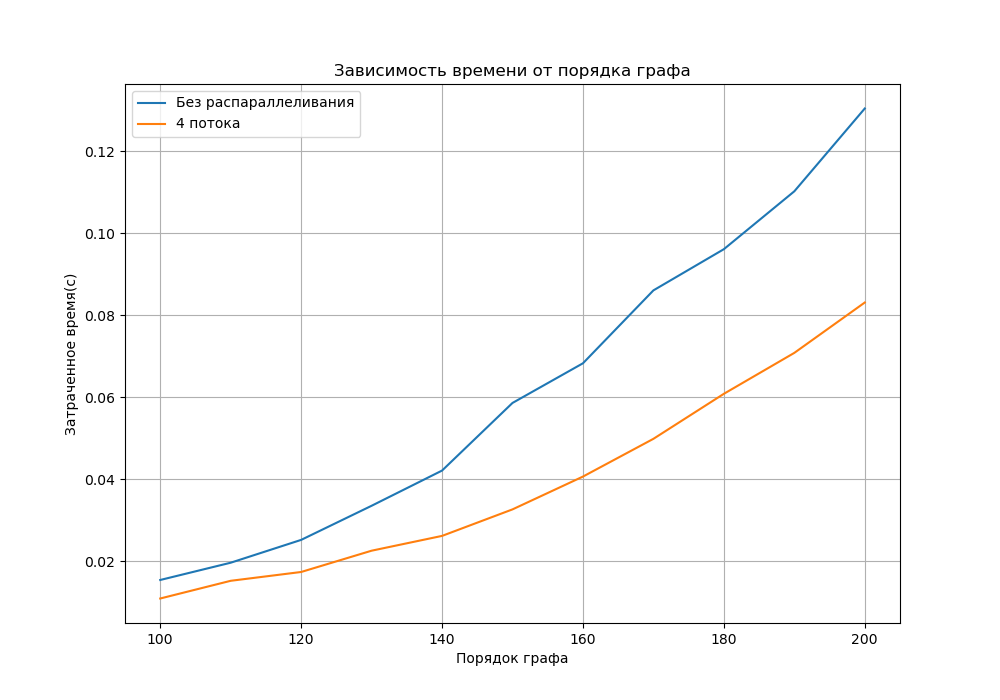 Зависимость времени от порядка графа
Без распараллеливания
4 потока
0.12
0.10
0.08
0.06
0.04
0.02
Затраченное время(с)
100 120 140 160 180 200
Порядок графа